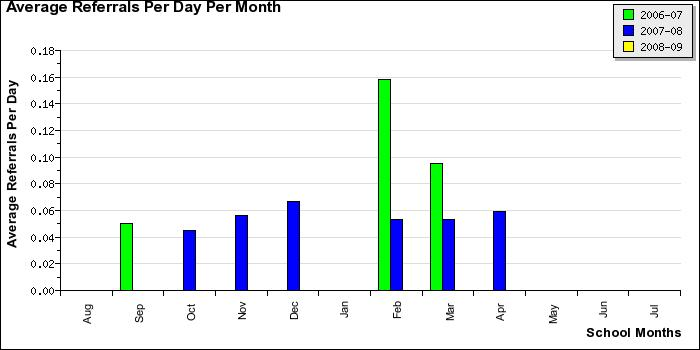 Average Referrals Per Day Per Month
2006-07
2007-08
2008-09
Average Referrals Per Day
0.18
0.16
0.14
0.12
0.10
0.08
0.06
0.04
0.02
0.00
Aug
Sep
Oct
Nov
Dec
Jan
Feb
Mar
Apr
May
Jun
Jul
School Months